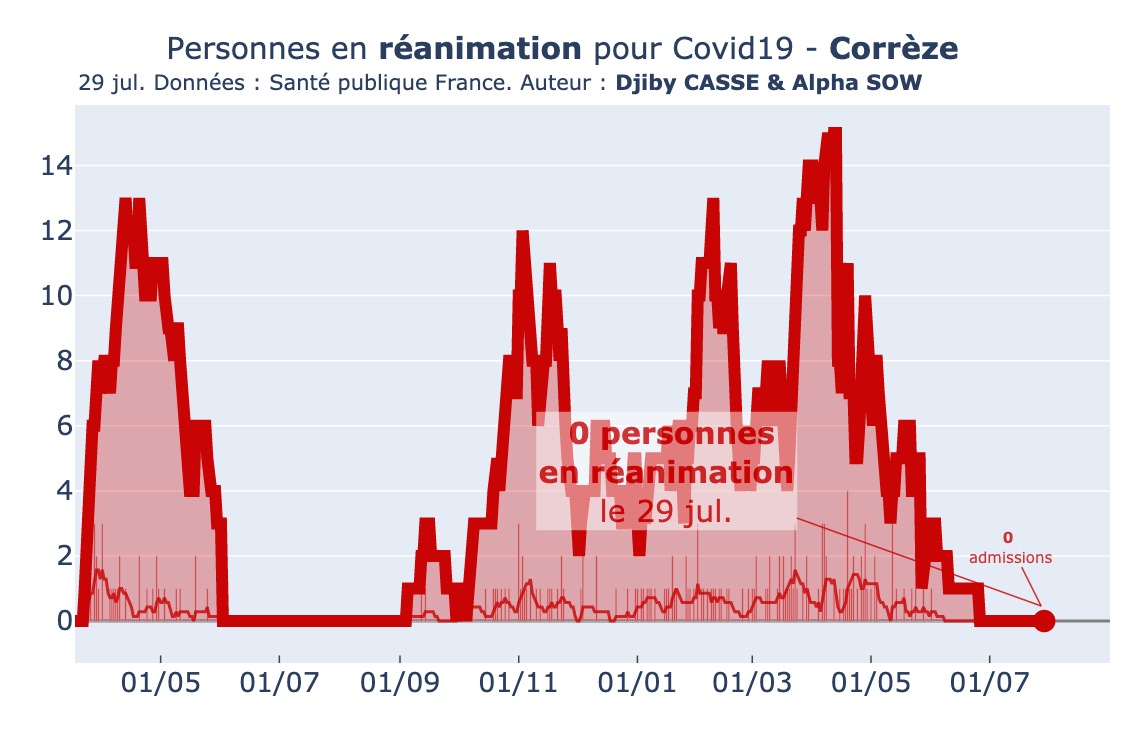 Personnes en réanimation pour Covid19 - Corrèze
29 jul. Données : Santé publique France. Auteur : Djiby CASSE & Alpha SOW
14
12
10
8
6
4
2
0
0 personnes
en réanimation
le 29 jul.
0
admissions
01/05
01/07
01/09
01/11
01/01
01/03
01/05
01/07